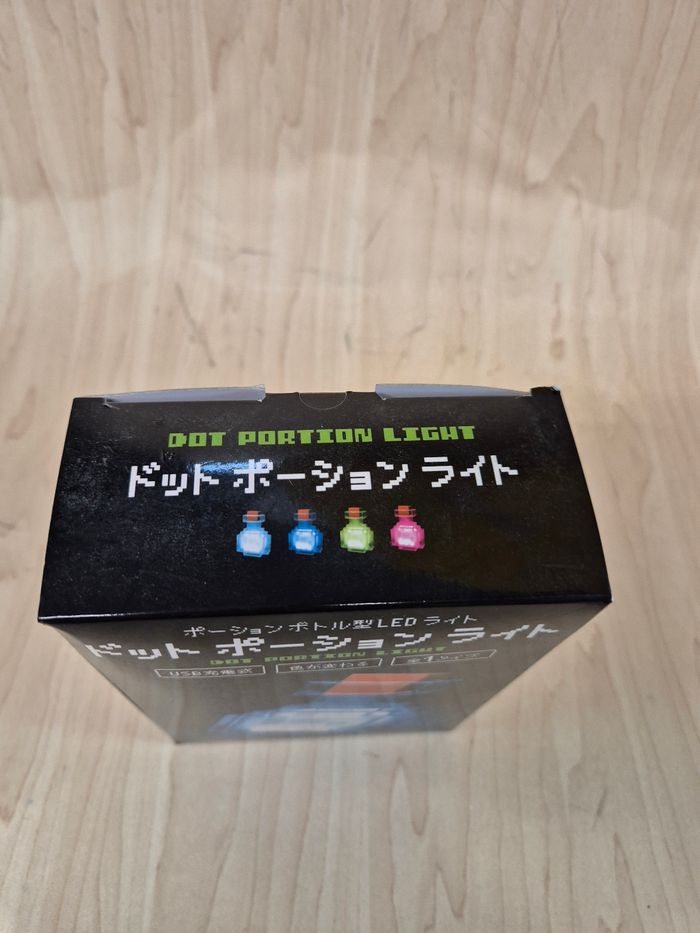 DOT PORTION LIGHT
ドット ポーション ライト
ポーション ボトル型LED ライト
ドット ポーション ライト
DOT PORTION LIGHT
USB充電式 色が変わる